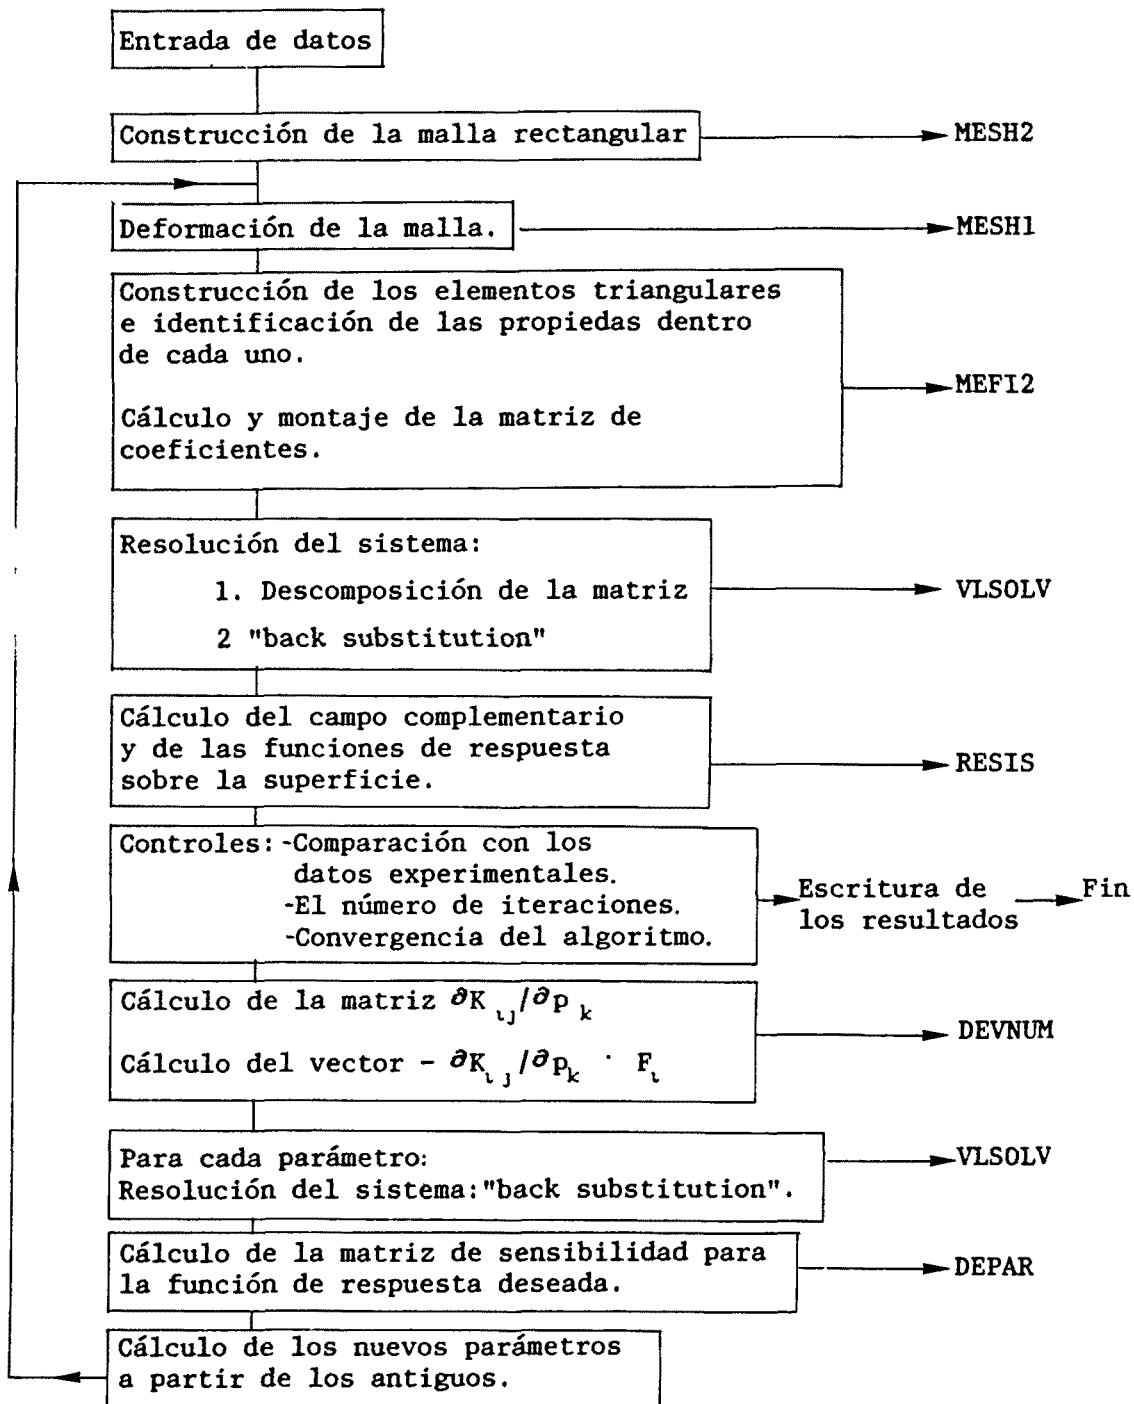 Entrada de datos
Construcción de la malla rectangular
MESH2
Deformación de la malla.
MESH1
Construcción de los elementos triangulares
e identificación de las propiedas dentro
de cada uno.
Cálculo y montaje de la matriz de
coeficientes.
MEFI2
Resolución del sistema:
1. Descomposición de la matriz
2 "back substitution"
VLSOLV
Cálculo del campo complementario
y de las funciones de respuesta
sobre la superficie.
RESIS
Controles: -Comparación con los
datos experimentales.
-El número de iteraciones.
-Convergencia del algoritmo.
Escritura de
los resultados
Fin
Cálculo de la matriz ∂K ij /∂p k
Cálculo del vector - ∂K i j /∂p k · F i
DEVNUM
Para cada parámetro:
Resolución del sistema:"back substitution".
VLSOLV
Cálculo de la matriz de sensibilidad para
la función de respuesta deseada.
DEPAR
Cálculo de los nuevos parámetros
a partir de los antiguos.